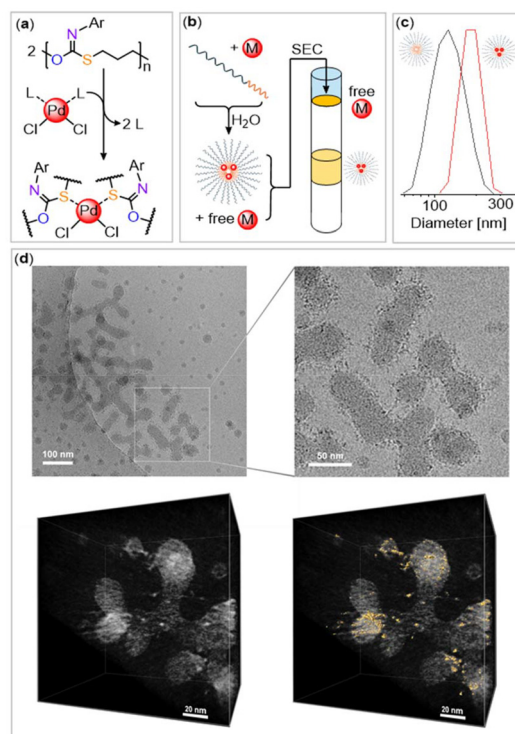 (a)
Ar
N
2
O
S
n
L
L
Pd
Cl
Cl
2 L
Ar
Ar
N
N
S
S
O
Pd
O
Cl
Cl
(b)
+ M
SEC
free
M
H2O
+ free M
(c)
100
300
Diameter [nm]
(d)
100 nm
50 nm
20 nm
20 nm